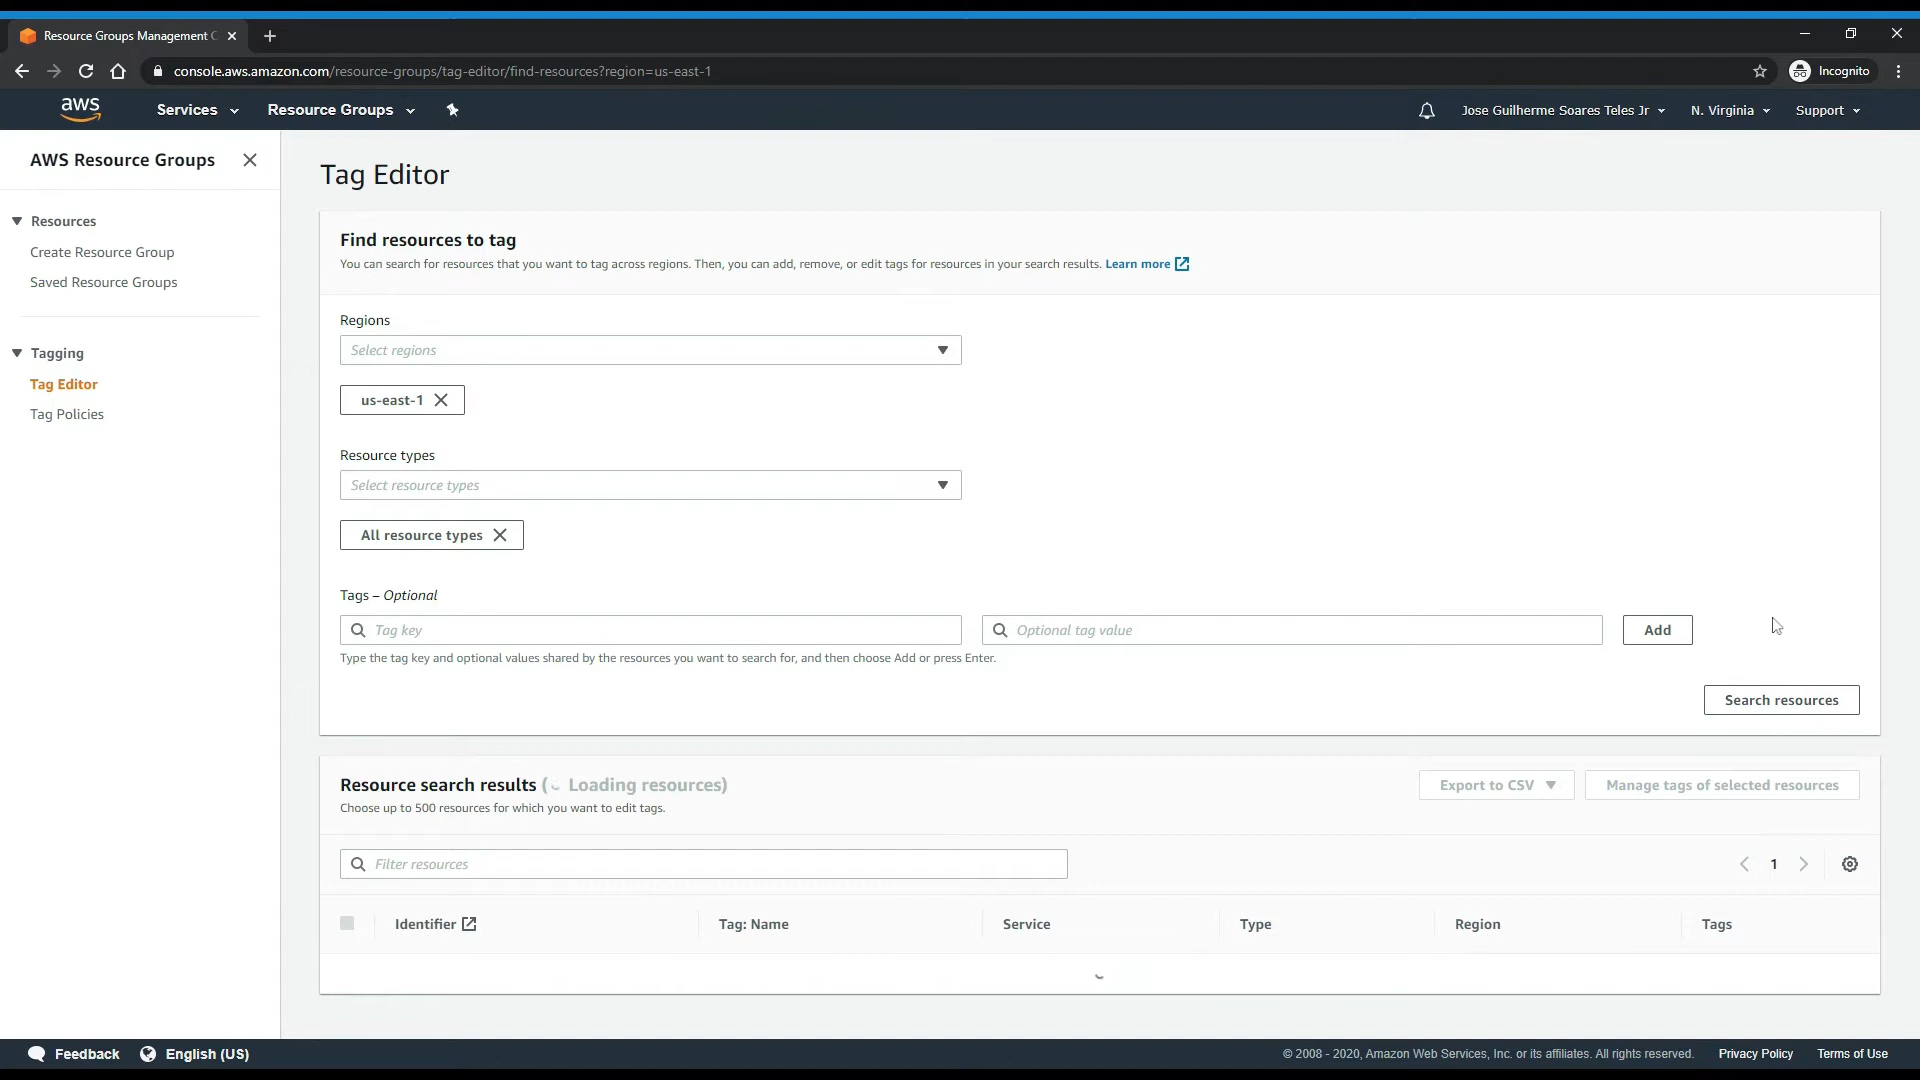 Resource Groups Management C
console.aws.amazon.com/resource-groups/tag-editor/find-resources?region=us-east-1
Incognito
aws
Services
Resource Groups
Jose Guilherme Soares Teles Jr
N. Virginia
Support
AWS Resource Groups
Resources
Create Resource Group
Saved Resource Groups
Tagging
Tag Editor
Tag Policies
Tag Editor
Find resources to tag
You can search for resources that you want to tag across regions. Then, you can add, remove, or edit tags for resources in your search results. Learn more
Regions
Select regions
us-east-1
Resource types
Select resource types
All resource types
Tags – Optional
Tag key
Optional tag value
Add
Type the tag key and optional values shared by the resources you want to search for, and then choose Add or press Enter.
Search resources
Resource search results ( Loading resources)
Export to CSV
Manage tags of selected resources
Choose up to 500 resources for which you want to edit tags.
Filter resources
1
Identifier
Tag: Name
Service
Type
Region
Tags
Feedback
English (US)
© 2008 - 2020, Amazon Web Services, Inc. or its affiliates. All rights reserved.
Privacy Policy
Terms of Use